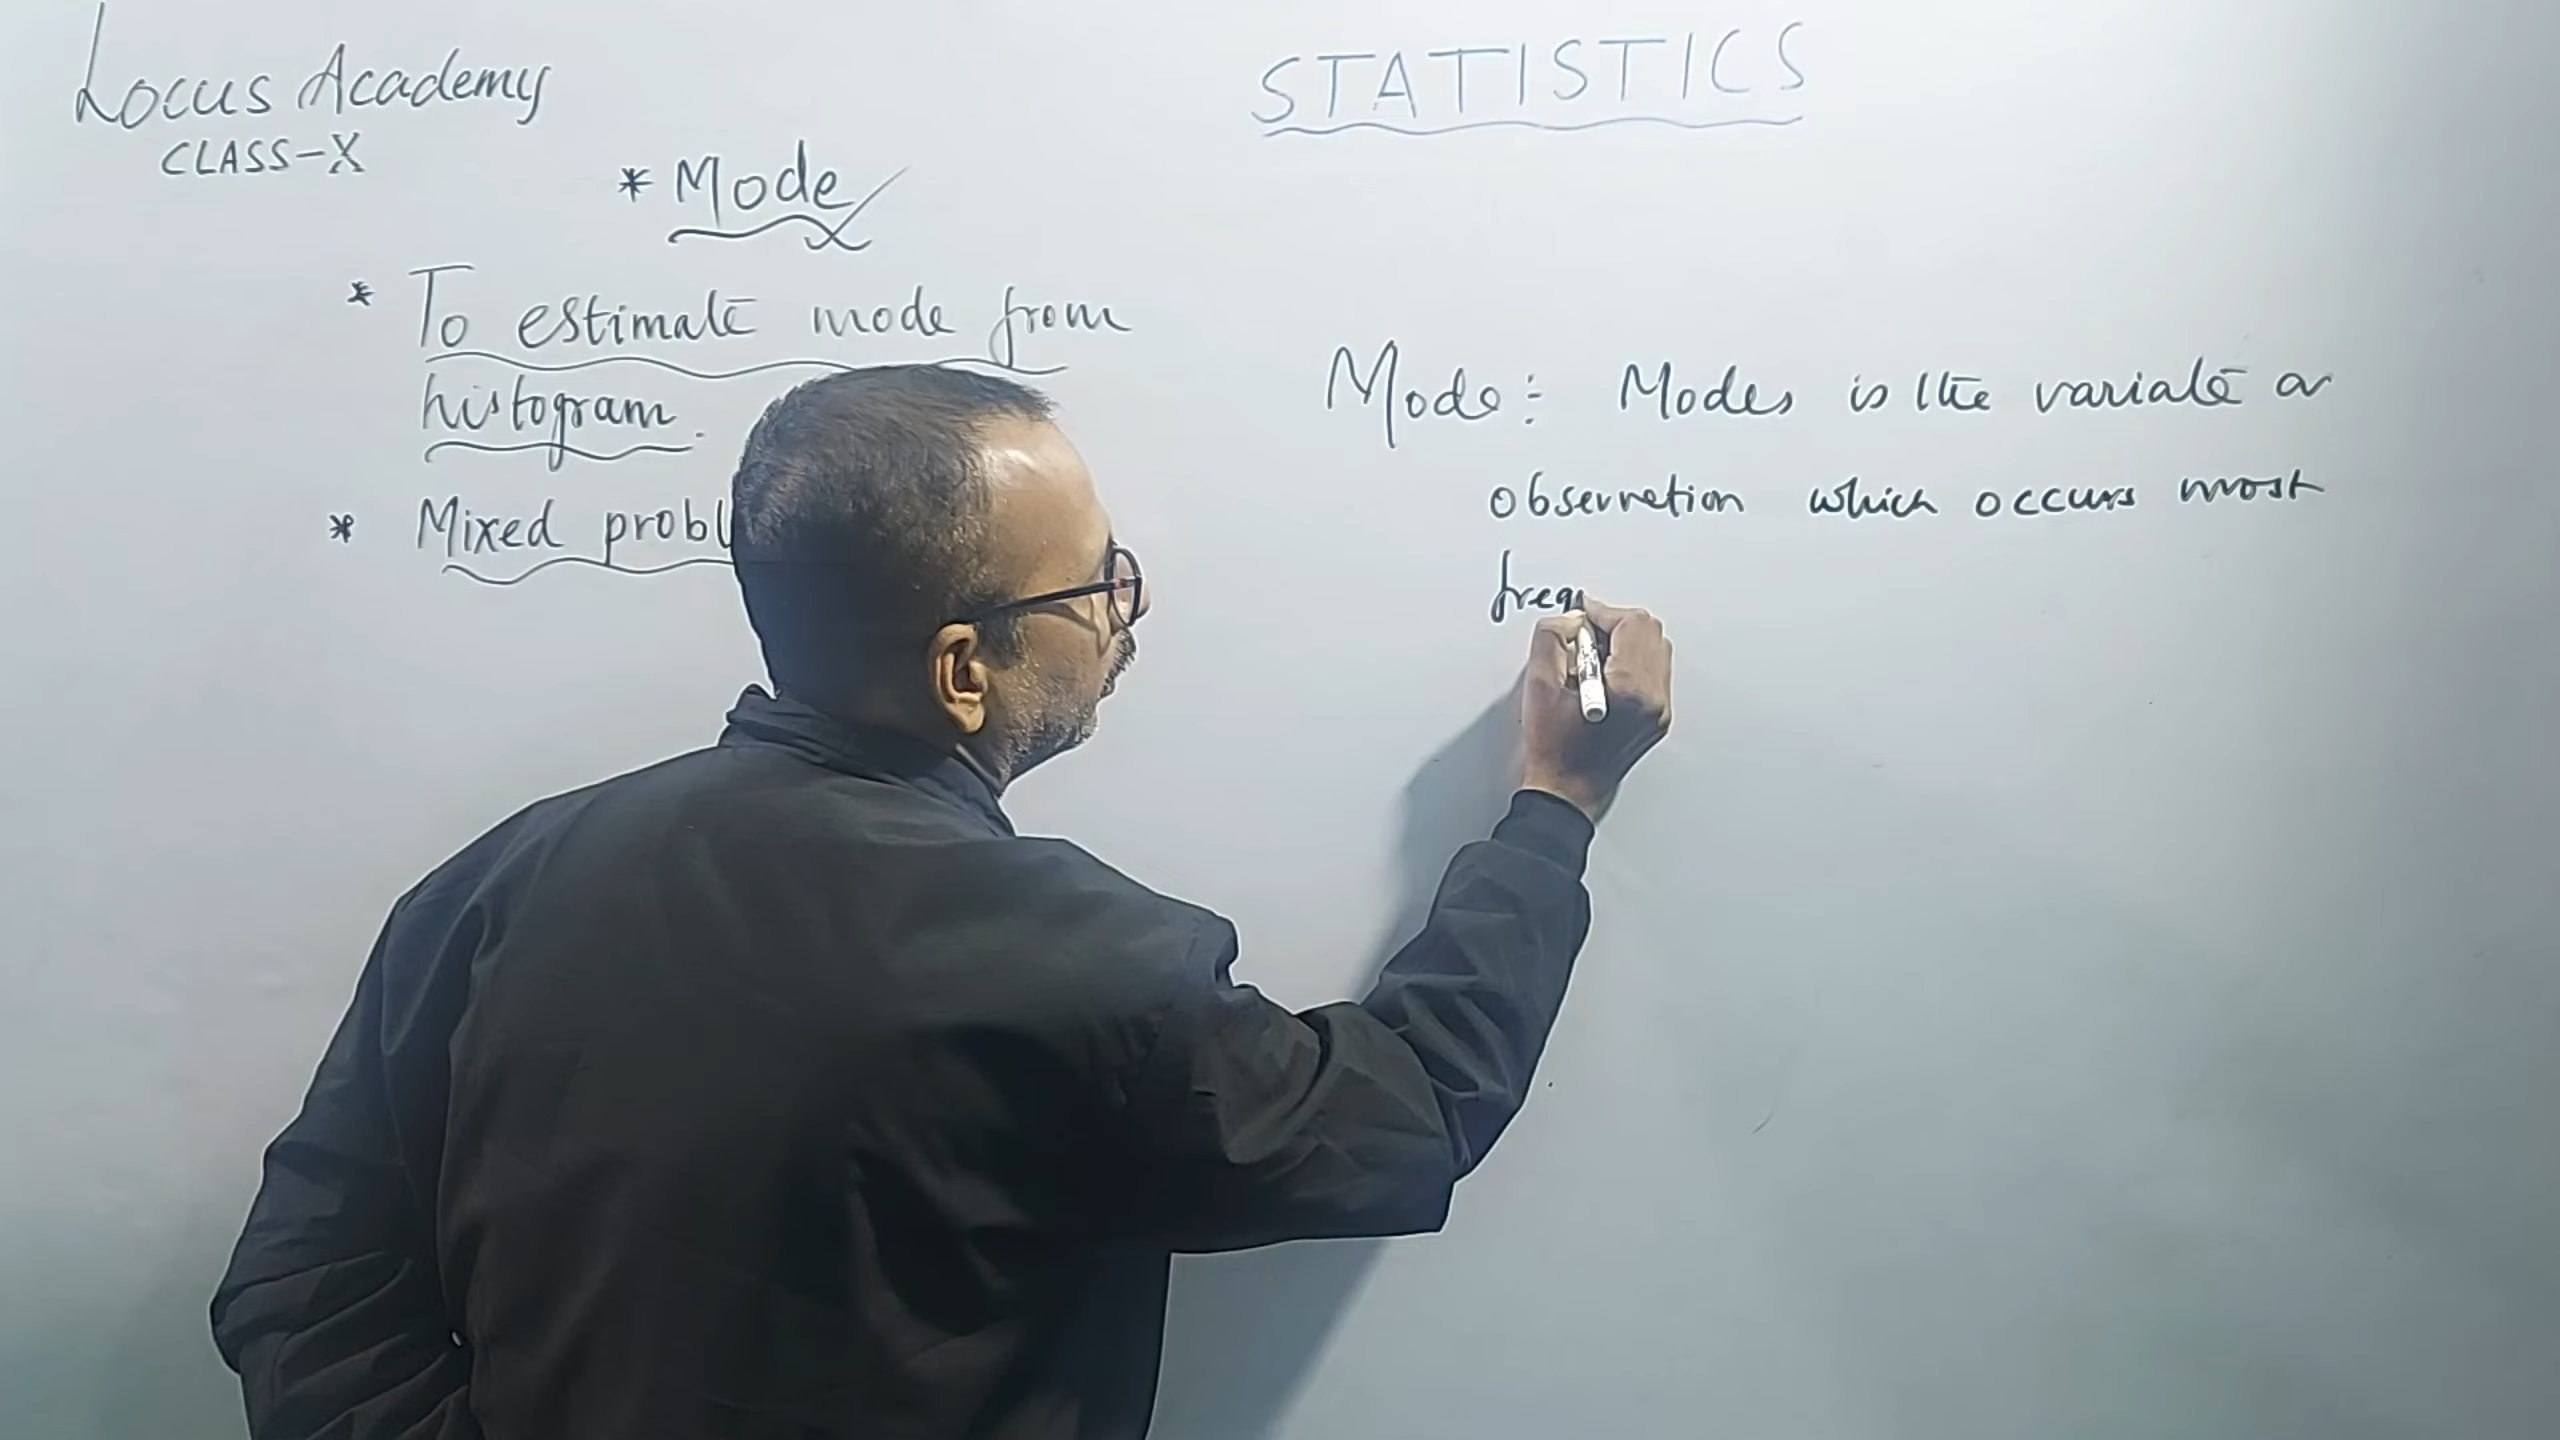 Locus Academy
CLASS-X
* Mode
* To estimate mode from
histogram.
* Mixed probl
STATISTICS
Mode: Modes is the variate or
observation which occurs most
freq